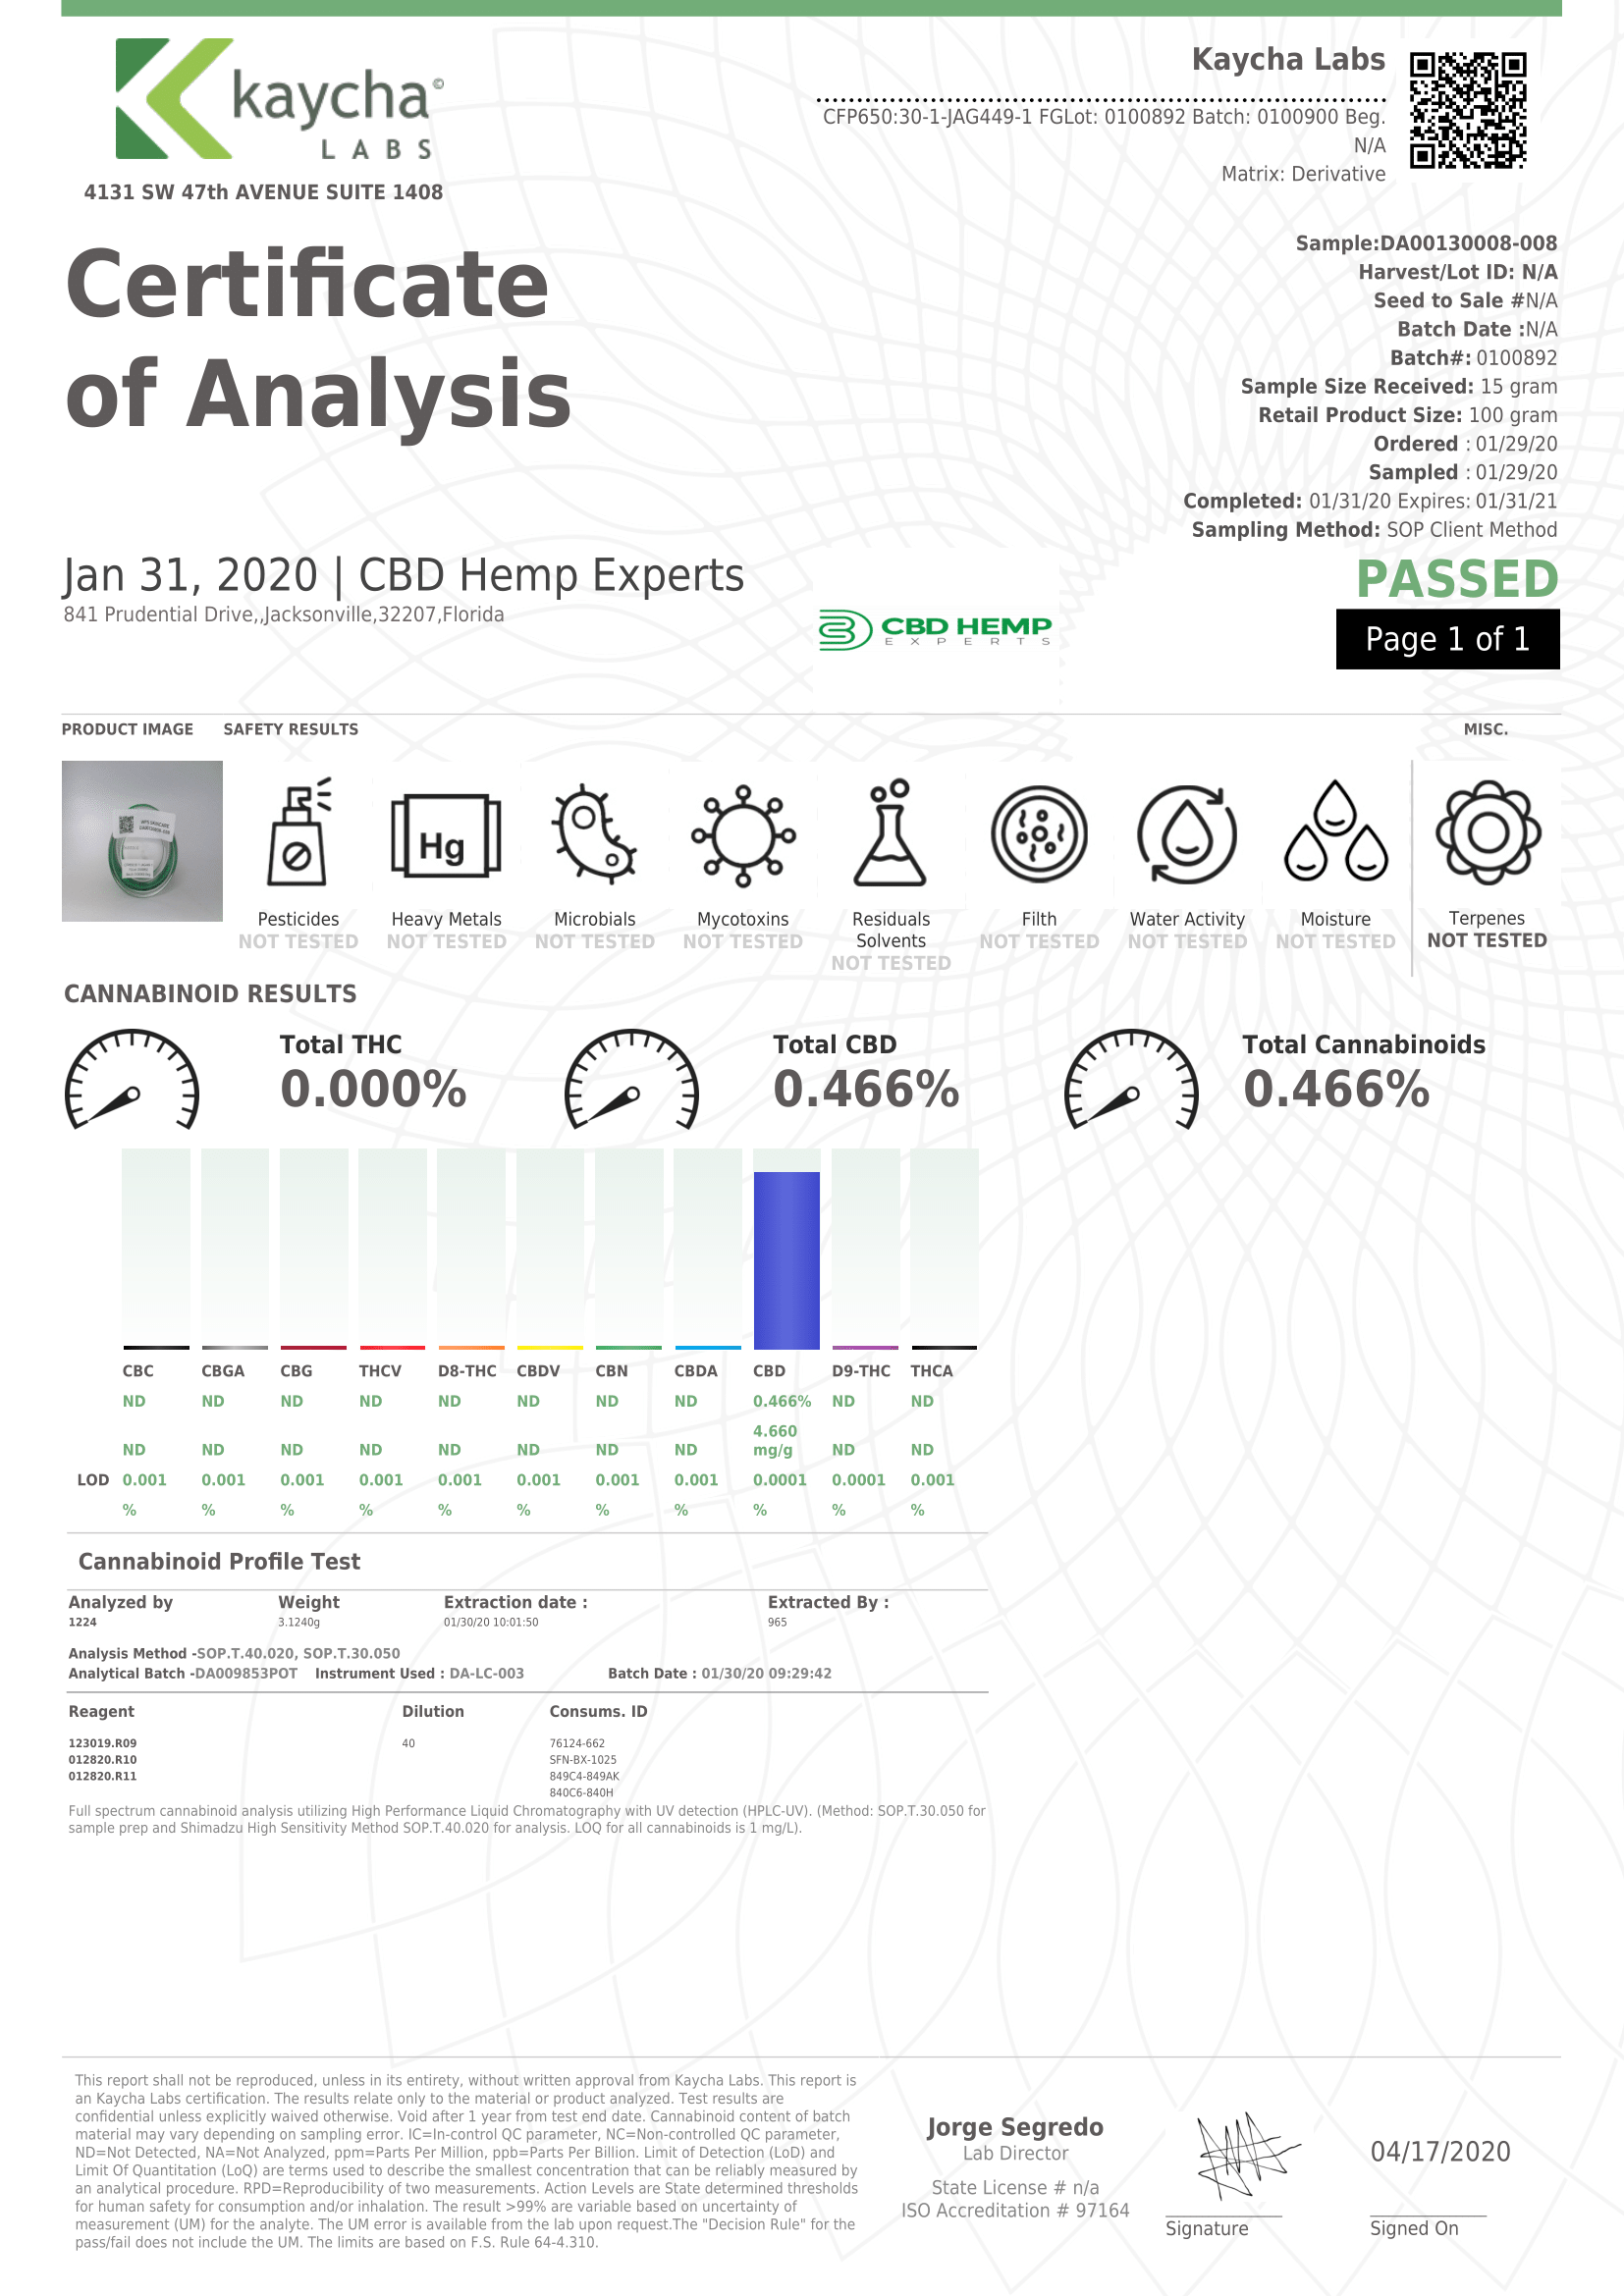 kaycha©
LABS
4131 SW 47th AVENUE SUITE 1408
Kaycha Labs
CFP650:30-1-JAG449-1 FGLot: 0100892 Batch: 0100900 Beg.
N/A
Matrix: Derivative
Certificate
of Analysis
Sample:DA00130008-008
Harvest/Lot ID: N/A
Seed to Sale #N/A
Batch Date :N/A
Batch#: 0100892
Sample Size Received: 15 gram
Retail Product Size: 100 gram
Ordered : 01/29/20
Sampled : 01/29/20
Completed: 01/31/20 Expires: 01/31/21
Sampling Method: SOP Client Method
Jan 31, 2020 | CBD Hemp Experts
841 Prudential Drive,,Jacksonville,32207,Florida
CBD HEMP
EXPERTS
PASSED
Page 1 of 1
PRODUCT IMAGE SAFETY RESULTS MISC.
Hg
Pesticides Heavy Metals Microbials Mycotoxins Residuals Solvents Filth Water Activity Moisture Terpenes
NOT TESTED NOT TESTED NOT TESTED NOT TESTED NOT TESTED NOT TESTED NOT TESTED NOT TESTED NOT TESTED
CANNABINOID RESULTS
Total THC Total CBD Total Cannabinoids
0.000% 0.466% 0.466%
CBC CBGA CBG THCV D8-THC CBDV CBN CBDA CBD D9-THC THCA
ND ND ND ND ND ND ND ND 0.466% ND ND
ND ND ND ND ND ND ND ND 4.660 mg/g ND ND
LOD 0.001 0.001 0.001 0.001 0.001 0.001 0.001 0.001 0.0001 0.0001 0.001
% % % % % % % % % % %
Cannabinoid Profile Test
Analyzed by Weight Extraction date : Extracted By :
1224 3.1240g 01/30/20 10:01:50 965
Analysis Method -SOP.T.40.020, SOP.T.30.050
Analytical Batch -DA009853POT Instrument Used : DA-LC-003 Batch Date : 01/30/20 09:29:42
Reagent Dilution Consums. ID
123019.R09 40 76124-662
012820.R10 SFN-BX-1025
012820.R11 849C4-849AK
840C6-840H
Full spectrum cannabinoid analysis utilizing High Performance Liquid Chromatography with UV detection (HPLC-UV). (Method: SOP.T.30.050 for
sample prep and Shimadzu High Sensitivity Method SOP.T.40.020 for analysis. LOQ for all cannabinoids is 1 mg/L).
This report shall not be reproduced, unless in its entirety, without written approval from Kaycha Labs. This report is
an Kaycha Labs certification. The results relate only to the material or product analyzed. Test results are
confidential unless explicitly waived otherwise. Void after 1 year from test end date. Cannabinoid content of batch
material may vary depending on sampling error. IC=In-control QC parameter, NC=Non-controlled QC parameter,
ND=Not Detected, NA=Not Analyzed, ppm=Parts Per Million, ppb=Parts Per Billion. Limit of Detection (LoD) and
Limit Of Quantitation (LoQ) are terms used to describe the smallest concentration that can be reliably measured by
an analytical procedure. RPD=Reproducibility of two measurements. Action Levels are State determined thresholds
for human safety for consumption and/or inhalation. The result >99% are variable based on uncertainty of
measurement (UM) for the analyte. The UM error is available from the lab upon request.The "Decision Rule" for the
pass/fail does not include the UM. The limits are based on F.S. Rule 64-4.310.
Jorge Segredo
Lab Director
State License # n/a
ISO Accreditation # 97164
Signature
04/17/2020
Signed On